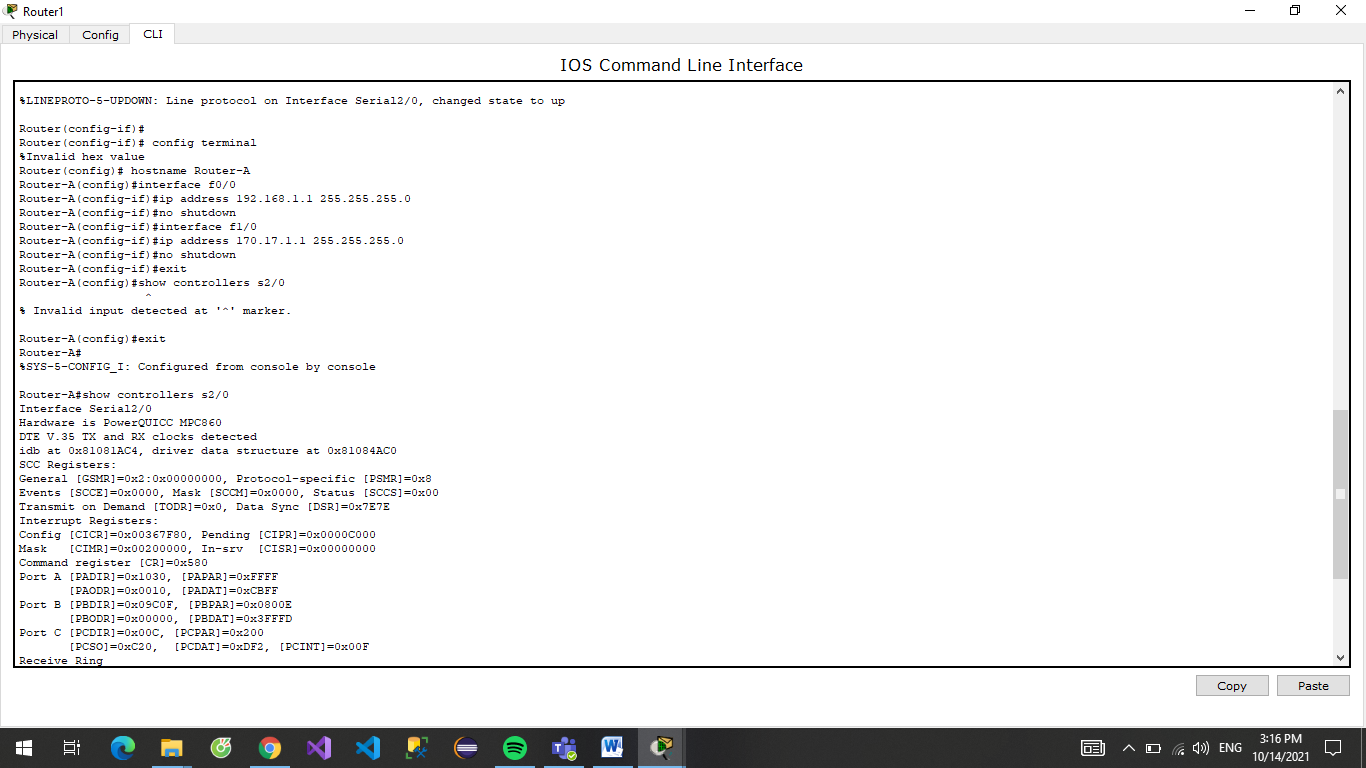 Router1
Physical Config CLI
IOS Command Line Interface
%LINEPROTO-5-UPDOWN: Line protocol on Interface Serial2/0, changed state to up
Router(config-if)#
Router(config-if)# config terminal
%Invalid hex value
Router(config)# hostname Router-A
Router-A(config)#interface f0/0
Router-A(config-if)#ip address 192.168.1.1 255.255.255.0
Router-A(config-if)#no shutdown
Router-A(config-if)#interface f1/0
Router-A(config-if)#ip address 170.17.1.1 255.255.255.0
Router-A(config-if)#no shutdown
Router-A(config-if)#exit
Router-A(config)#show controllers s2/0
^
% Invalid input detected at '^' marker.
Router-A(config)#exit
Router-A#
%SYS-5-CONFIG_I: Configured from console by console
Router-A#show controllers s2/0
Interface Serial2/0
Hardware is PowerQUICC MPC860
DTE V.35 TX and RX clocks detected
idb at 0x81081AC4, driver data structure at 0x81084AC0
SCC Registers:
General [GSMR]=0x2:0x00000000, Protocol-specific [PSMR]=0x8
Events [SCCE]=0x0000, Mask [SCCM]=0x0000, Status [SCCS]=0x00
Transmit on Demand [TODR]=0x0, Data Sync [DSR]=0x7E7E
Interrupt Registers:
Config [CICR]=0x00367F80, Pending [CIPR]=0x0000C000
Mask   [CIMR]=0x00200000, In-srv  [CISR]=0x00000000
Command register [CR]=0x580
Port A [PADIR]=0x1030, [PAPAR]=0xFFFF
[PAODR]=0x0010, [PADAT]=0xCBFF
Port B [PBDIR]=0x09C0F, [PBPAR]=0x0800E
[PBODR]=0x00000, [PBDAT]=0x3FFFD
Port C [PCDIR]=0x00C, [PCPAR]=0x200
[PCSO]=0xC20,  [PCDAT]=0xDF2, [PCINT]=0x00F
Receive Ring
Copy Paste
ENG 3:16 PM
10/14/2021